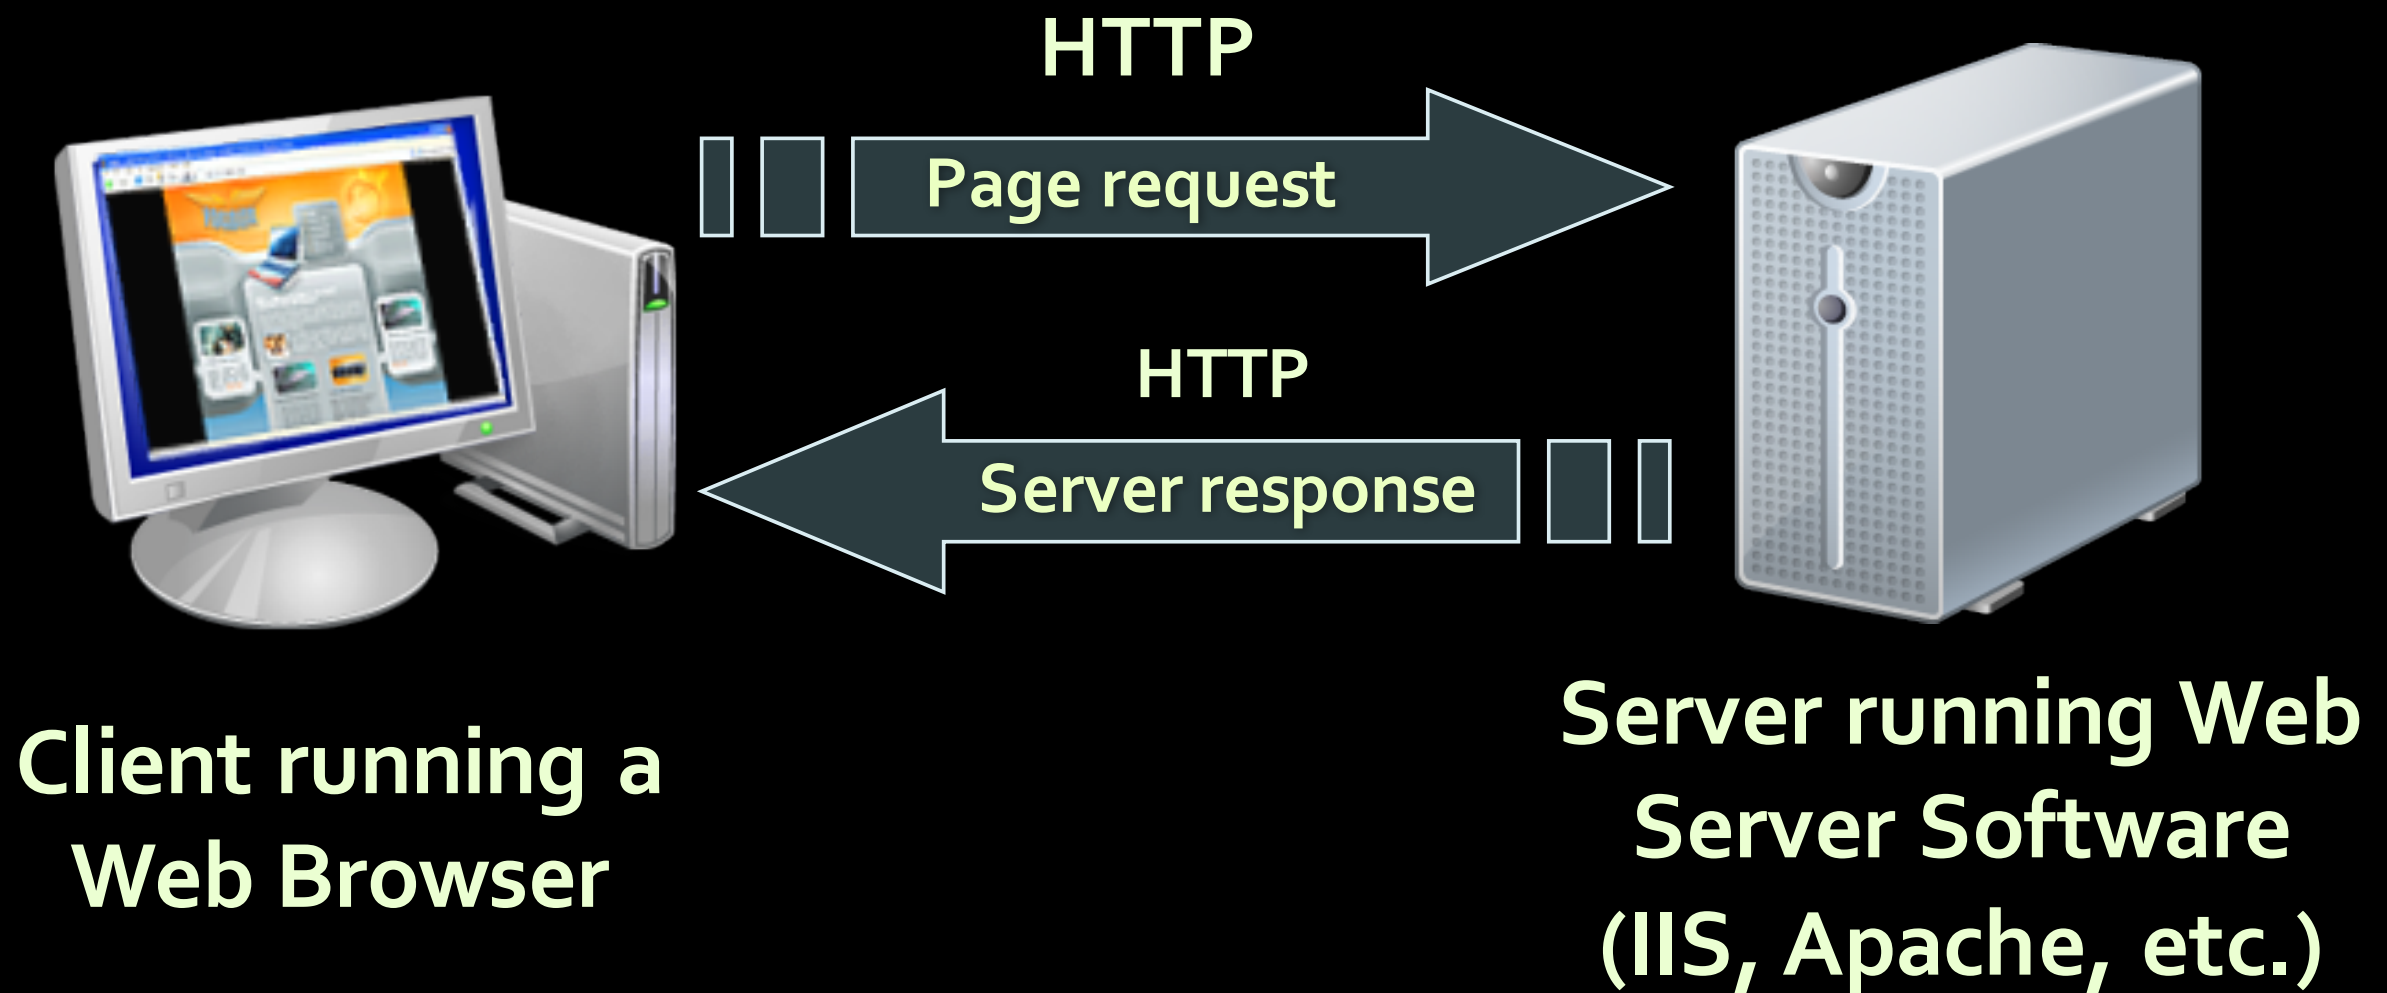 HTTP
Page request
HTTP
Server response
Client running a
Web Browser
Server running Web
Server Software
(IIS, Apache, etc.)